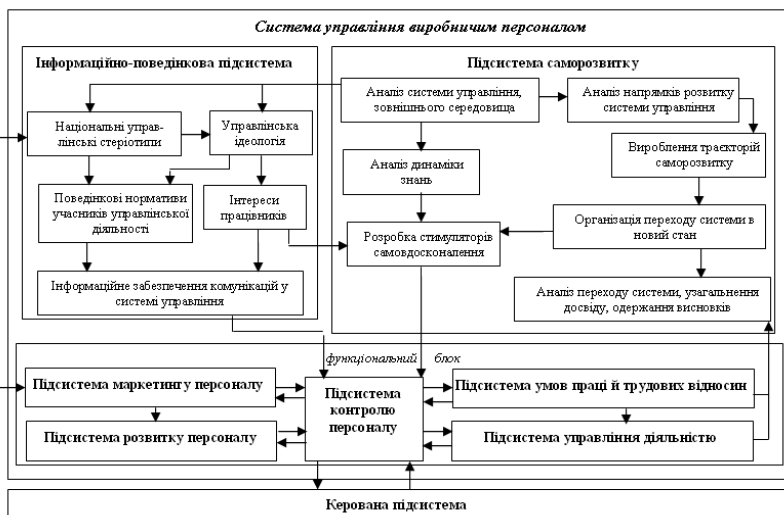 Система управління виробничим персоналом
Інформаційно-поведінкова підсистема
Національні управ-
лінські стеріотипи
Управлінська
ідеологія
Поведінкові нормативи
учасників управлінської
діяльності
Інтереси
працівників
Інформаційне забезпечення комунікацій у
системі управління
Підсистема саморозвитку
Аналіз системи управління,
зовнішнього середовища
Аналіз напрямків розвитку
системи управління
Аналіз динаміки
знань
Вироблення траєкторій
саморозвитку
Розробка стимуляторів
самовдосконалення
Організація переходу системи в
новий стан
Аналіз переходу системи, узагальнення
досвіду, одержання висновків
функціональний блок
Підсистема маркетингу персоналу
Підсистема розвитку персоналу
Підсистема
контролю
персоналу
Підсистема умов праці й трудових відносин
Підсистема управління діяльністю
Керована підсистема